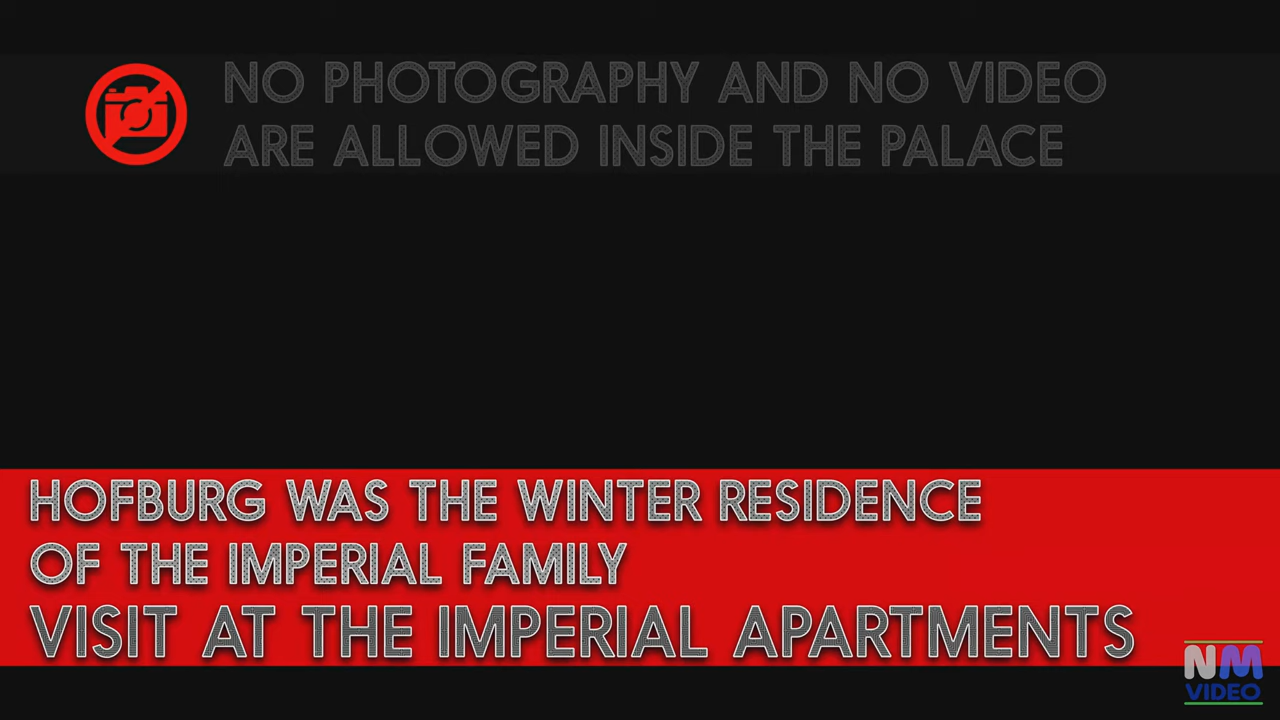 NO PHOTOGRAPHY AND NO VIDEO
ARE ALLOWED INSIDE THE PALACE
HOFBURG WAS THE WINTER RESIDENCE
OF THE IMPERIAL FAMILY
VISIT AT THE IMPERIAL APARTMENTS
NM
VIDEO